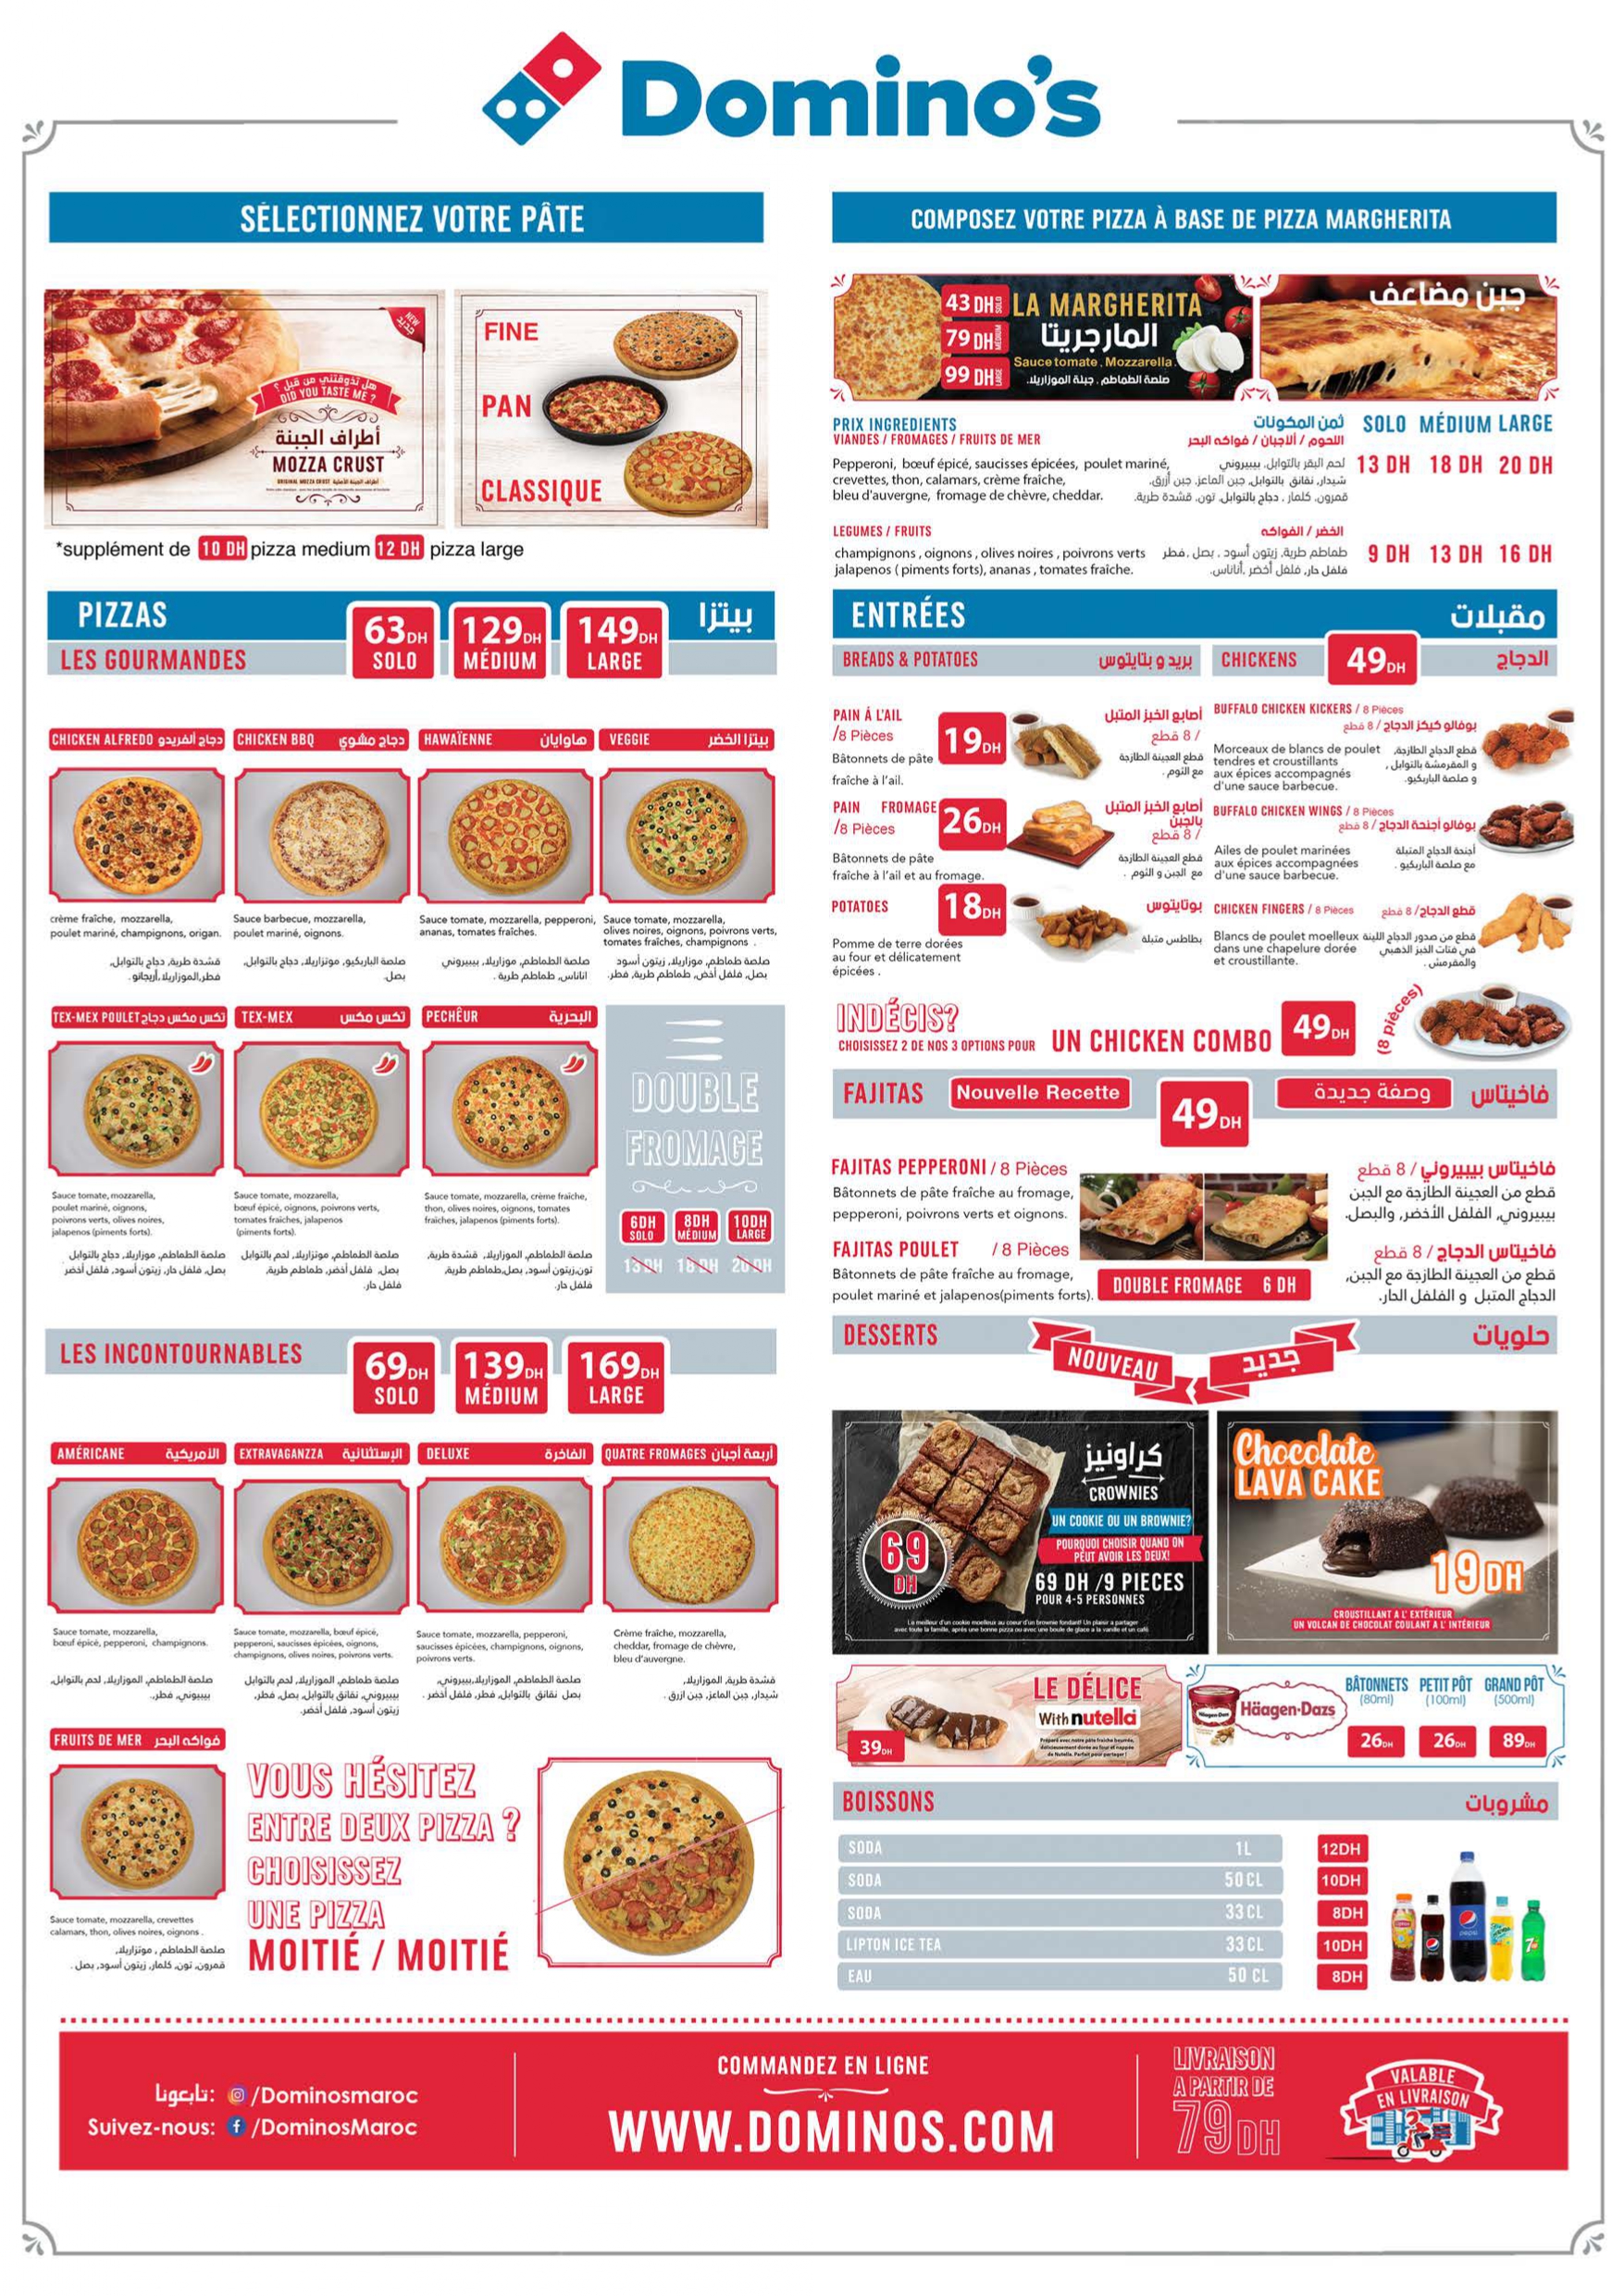 Domino's
SÉLECTIONNEZ VOTRE PÂTE
NEW
جديد
هل تذوقتني من قبل ؟
DID YOU TASTE ME ?
أطراف الجبنة
MOZZA CRUST
FINE
PAN
CLASSIQUE
*supplément de 10 DH pizza medium 12 DH pizza large
PIZZAS
بيتزا
LES GOURMANDES
63DH SOLO
129DH MÉDIUM
149DH LARGE
CHICKEN ALFREDO دجاج ألفريدو
CHICKEN BBQ دجاج مشوي
HAWAÏENNE هاوايان
VEGGIE بيتزا الخضر
crème fraîche, mozzarella,
poulet mariné, champignons, origan.
قشدة طرية, دجاج بالتوابل,
فطر,الموزاريلا,أريجانو.
Sauce barbecue, mozzarella,
poulet mariné, oignons.
صلصة الباربكيو, موتزاريلا, دجاج بالتوابل,
بصل.
Sauce tomate, mozzarella, pepperoni,
ananas, tomates fraîches.
صلصة الطماطم, موزاريلا, بيبيروني
اناناس, طماطم طرية .
Sauce tomate, mozzarella,
olives noires, oignons, poivrons verts,
tomates fraîches, champignons .
صلصة طماطم, موزاريلا, زيتون أسود
بصل, فلفل أخض, طماطم طرية, فطر.
TEX-MEX POULET تكس مكس دجاج
TEX-MEX تكس مكس
PECHÊUR البحرية
Sauce tomate, mozzarella,
poulet mariné, oignons,
poivrons verts, olives noires,
jalapenos (piments forts).
صلصة الطماطم, موزاريلا, دجاج بالتوابل
بصل, فلفل حار, زيتون أسود, فلفل أخضر
Sauce tomate, mozzarella,
bœuf épicé, oignons, poivrons verts,
tomates fraîches, jalapenos
(piments forts).
صلصة الطماطم, موتزاريلا, لحم بالتوابل
بصل, فلفل أخضر, طماطم طرية,
فلفل حار.
Sauce tomate, mozzarella, crème fraîche,
thon, olives noires, oignons, tomates
fraîches, jalapenos (piments forts).
صلصة الطماطم, الموزاريلا, قشدة طرية,
تون,زيتون أسود, بصل,طماطم طرية,
فلفل حار.
DOUBLE
FROMAGE
6DH SOLO
8DH MEDIUM
10DH LARGE
13 DH 18 DH 20 DH
LES INCONTOURNABLES
69DH SOLO
139DH MÉDIUM
169DH LARGE
AMÉRICANE الامريكية
EXTRAVAGANZZA الإستثنائية
DELUXE الفاخرة
QUATRE FROMAGES أربعة أجبان
Sauce tomate, mozzarella,
bœuf épicé, pepperoni, champignons.
صلصة الطماطم, الموزاريلا, لحم بالتوابل,
بيبيوني ,فطر.
Sauce tomate, mozzarella, bœuf épicé,
pepperoni, saucisses épicées, oignons,
champignons, olives noires, poivrons verts.
صلصة طماطم, الموزاريلا, لحم بالتوابل
بيبيروني, نقانق بالتوابل, بصل, فطر,
زيتون أسود, فلفل أخضر.
Sauce tomate, mozzarella, pepperoni,
saucisses épicées, champignons, oignons,
poivrons verts.
صلصة الطماطم, الموزاريلا,بيبيروني,
بصل, نقانق بالتوابل, فطر, فلفل أخضر .
Crème fraîche, mozzarella,
cheddar, fromage de chèvre,
bleu d'auvergne.
قشدة طرية, الموزاريلا,
شيدار, جبن الماعز, جبن ازرق .
FRUITS DE MER فواكه البحر
Sauce tomate, mozzarella, crevettes
calamars, thon, olives noires, oignons .
صلصة الطماطم , موتزاريلا,
قمرون, تون, كلمار, زيتون أسود, بصل .
VOUS HÉSITEZ
ENTRE DEUX PIZZA ?
CHOISISSEZ
UNE PIZZA
MOITIÉ / MOITIÉ
COMPOSEZ VOTRE PIZZA À BASE DE PIZZA MARGHERITA
43 DH SOLO
79 DH MÉDIUM
99 DH LARGE
LA MARGHERITA
المارجريتا
Sauce tomate , Mozzarella .
صلصة الطماطم , جبنة الموزاريلا.
جبن مضاعف
PRIX INGREDIENTS
ثمن المكونات
SOLO MÉDIUM LARGE
VIANDES / FROMAGES / FRUITS DE MER
اللحوم / الأجبان / فواكه البحر
Pepperoni, bœuf épicé, saucisses épicées, poulet mariné,
crevettes, thon, calamars, crème fraîche,
bleu d'auvergne, fromage de chèvre, cheddar.
لحم البقر بالتوابل, بيبيروني
شيدار, نقانق بالتوابل, جبن الماعز, جبن أزرق,
قمرون, كلمار , دجاج بالتوابل, تون, قشدة طرية.
13 DH 18 DH 20 DH
LEGUMES / FRUITS
الخضر / الفواكه
champignons , oignons , olives noires , poivrons verts
jalapenos ( piments forts), ananas , tomates fraîche.
طماطم طرية, زيتون أسود , بصل, فطر
فلفل حار, فلفل أخضر, أناناس.
9 DH 13 DH 16 DH
ENTRÉES
مقبلات
BREADS & POTATOES
بريد و بتايتوس
CHICKENS
49DH
الدجاج
PAIN À L'AIL
/8 Pièces
19DH
Bâtonnets de pâte
fraîche à l'ail.
أصابع الخبز المتبل
/ 8 قطع
قطع العجينة الطازجة
مع الثوم .
PAIN FROMAGE
/8 Pièces
26DH
Bâtonnets de pâte
fraîche à l'ail et au fromage.
أصابع الخبز المتبل
بالجبن
/ 8 قطع
قطع العجينة الطازجة
مع الجبن و الثوم .
POTATOES
18DH
Pomme de terre dorées
au four et délicatement
épicées .
بوتايتوس
بطاطس متبلة
BUFFALO CHICKEN KICKERS / 8 Pièces
بوفالو كيكز الدجاج / 8 قطع
Morceaux de blancs de poulet
tendres et croustillants
aux épices accompagnés
d'une sauce barbecue.
قطع الدجاج الطازجة,
و المقرمشة بالتوابل ,
و صلصة الباربكيو.
BUFFALO CHICKEN WINGS / 8 Pièces
بوفالو أجنحة الدجاج / 8 قطع
Ailes de poulet marinées
aux épices accompagnées
d'une sauce barbecue.
أجنحة الدجاج المتبلة
مع صلصة الباربكيو .
CHICKEN FINGERS / 8 Pièces
قطع الدجاج/ 8 قطع
Blancs de poulet moelleux
dans une chapelure dorée
et croustillante.
قطع من صدور الدجاج اللينة
في فتات الخبز الذهبي
والمقرمش .
INDÉCIS?
CHOISISSEZ 2 DE NOS 3 OPTIONS POUR UN CHICKEN COMBO
49DH
(8 pièces)
FAJITAS
Nouvelle Recette
49DH
وصفة جديدة
فاخيتاس
FAJITAS PEPPERONI / 8 Pièces
Bâtonnets de pâte fraîche au fromage,
pepperoni, poivrons verts et oignons.
فاخيتاس بيبيروني / 8 قطع
قطع من العجينة الطازجة مع الجبن
بيبيروني, الفلفل الأخضر, والبصل.
FAJITAS POULET / 8 Pièces
Bâtonnets de pâte fraîche au fromage,
poulet mariné et jalapenos(piments forts).
DOUBLE FROMAGE 6 DH
فاخيتاس الدجاج / 8 قطع
قطع من العجينة الطازجة مع الجبن,
الدجاج المتبل و الفلفل الحار.
DESSERTS
NOUVEAU
جديد
حلويات
كراونيز
CROWNIES
UN COOKIE OU UN BROWNIE?
POURQUOI CHOISIR QUAND ON
PEUT AVOIR LES DEUX!
69 DH
69 DH /9 PIECES
POUR 4-5 PERSONNES
Le meilleur d'un cookie moelleux au coeur d'un brownie fondant! Un plaisir a partager
avec toute la famille, après une bonne pizza ou avec une boule de glace a la vanille et un café
Chocolate
LAVA CAKE
19DH
CROUSTILLANT A L' EXTÉRIEUR
UN VOLCAN DE CHOCOLAT COULANT A L' INTÉRIEUR
39DH
LE DÉLICE
With nutella
Häagen-Dazs
BÂTONNETS PETIT PÔT GRAND PÔT
(80ml) (100ml) (500ml)
26DH 26DH 89DH
BOISSONS
مشروبات
SODA 1L 12DH
SODA 50 CL 10DH
SODA 33 CL 8DH
LIPTON ICE TEA 33 CL 10DH
EAU 50 CL 8DH
pepsi
تابعونا: /Dominosmaroc
Suivez-nous: /DominosMaroc
COMMANDEZ EN LIGNE
WWW.DOMINOS.COM
LIVRAISON
A PARTIR DE
79DH
VALABLE
EN LIVRAISON